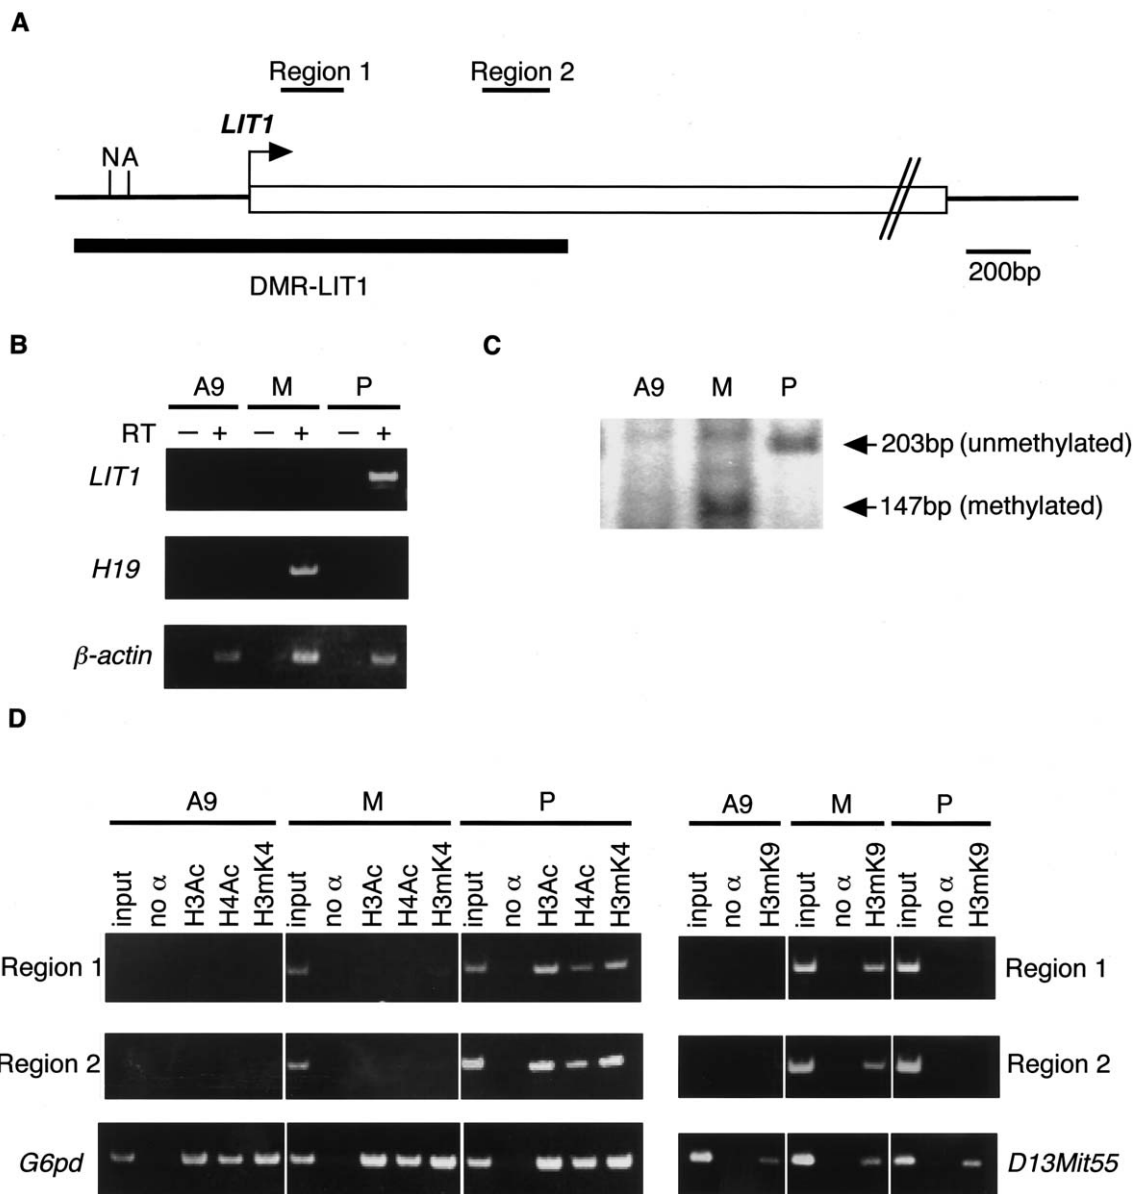 A
Region 1 Region 2
LIT1
N A
DMR-LIT1
200bp
B
A9 M P
RT — + — + — +
LIT1
H19
β-actin
C
A9 M P
203bp (unmethylated)
147bp (methylated)
D
A9 M P
input no α H3Ac H4Ac H3mK4 input no α H3Ac H4Ac H3mK4 input no α H3Ac H4Ac H3mK4
Region 1
Region 2
G6pd
A9 M P
input no α H3mK9 input no α H3mK9 input no α H3mK9
Region 1
Region 2
D13Mit55